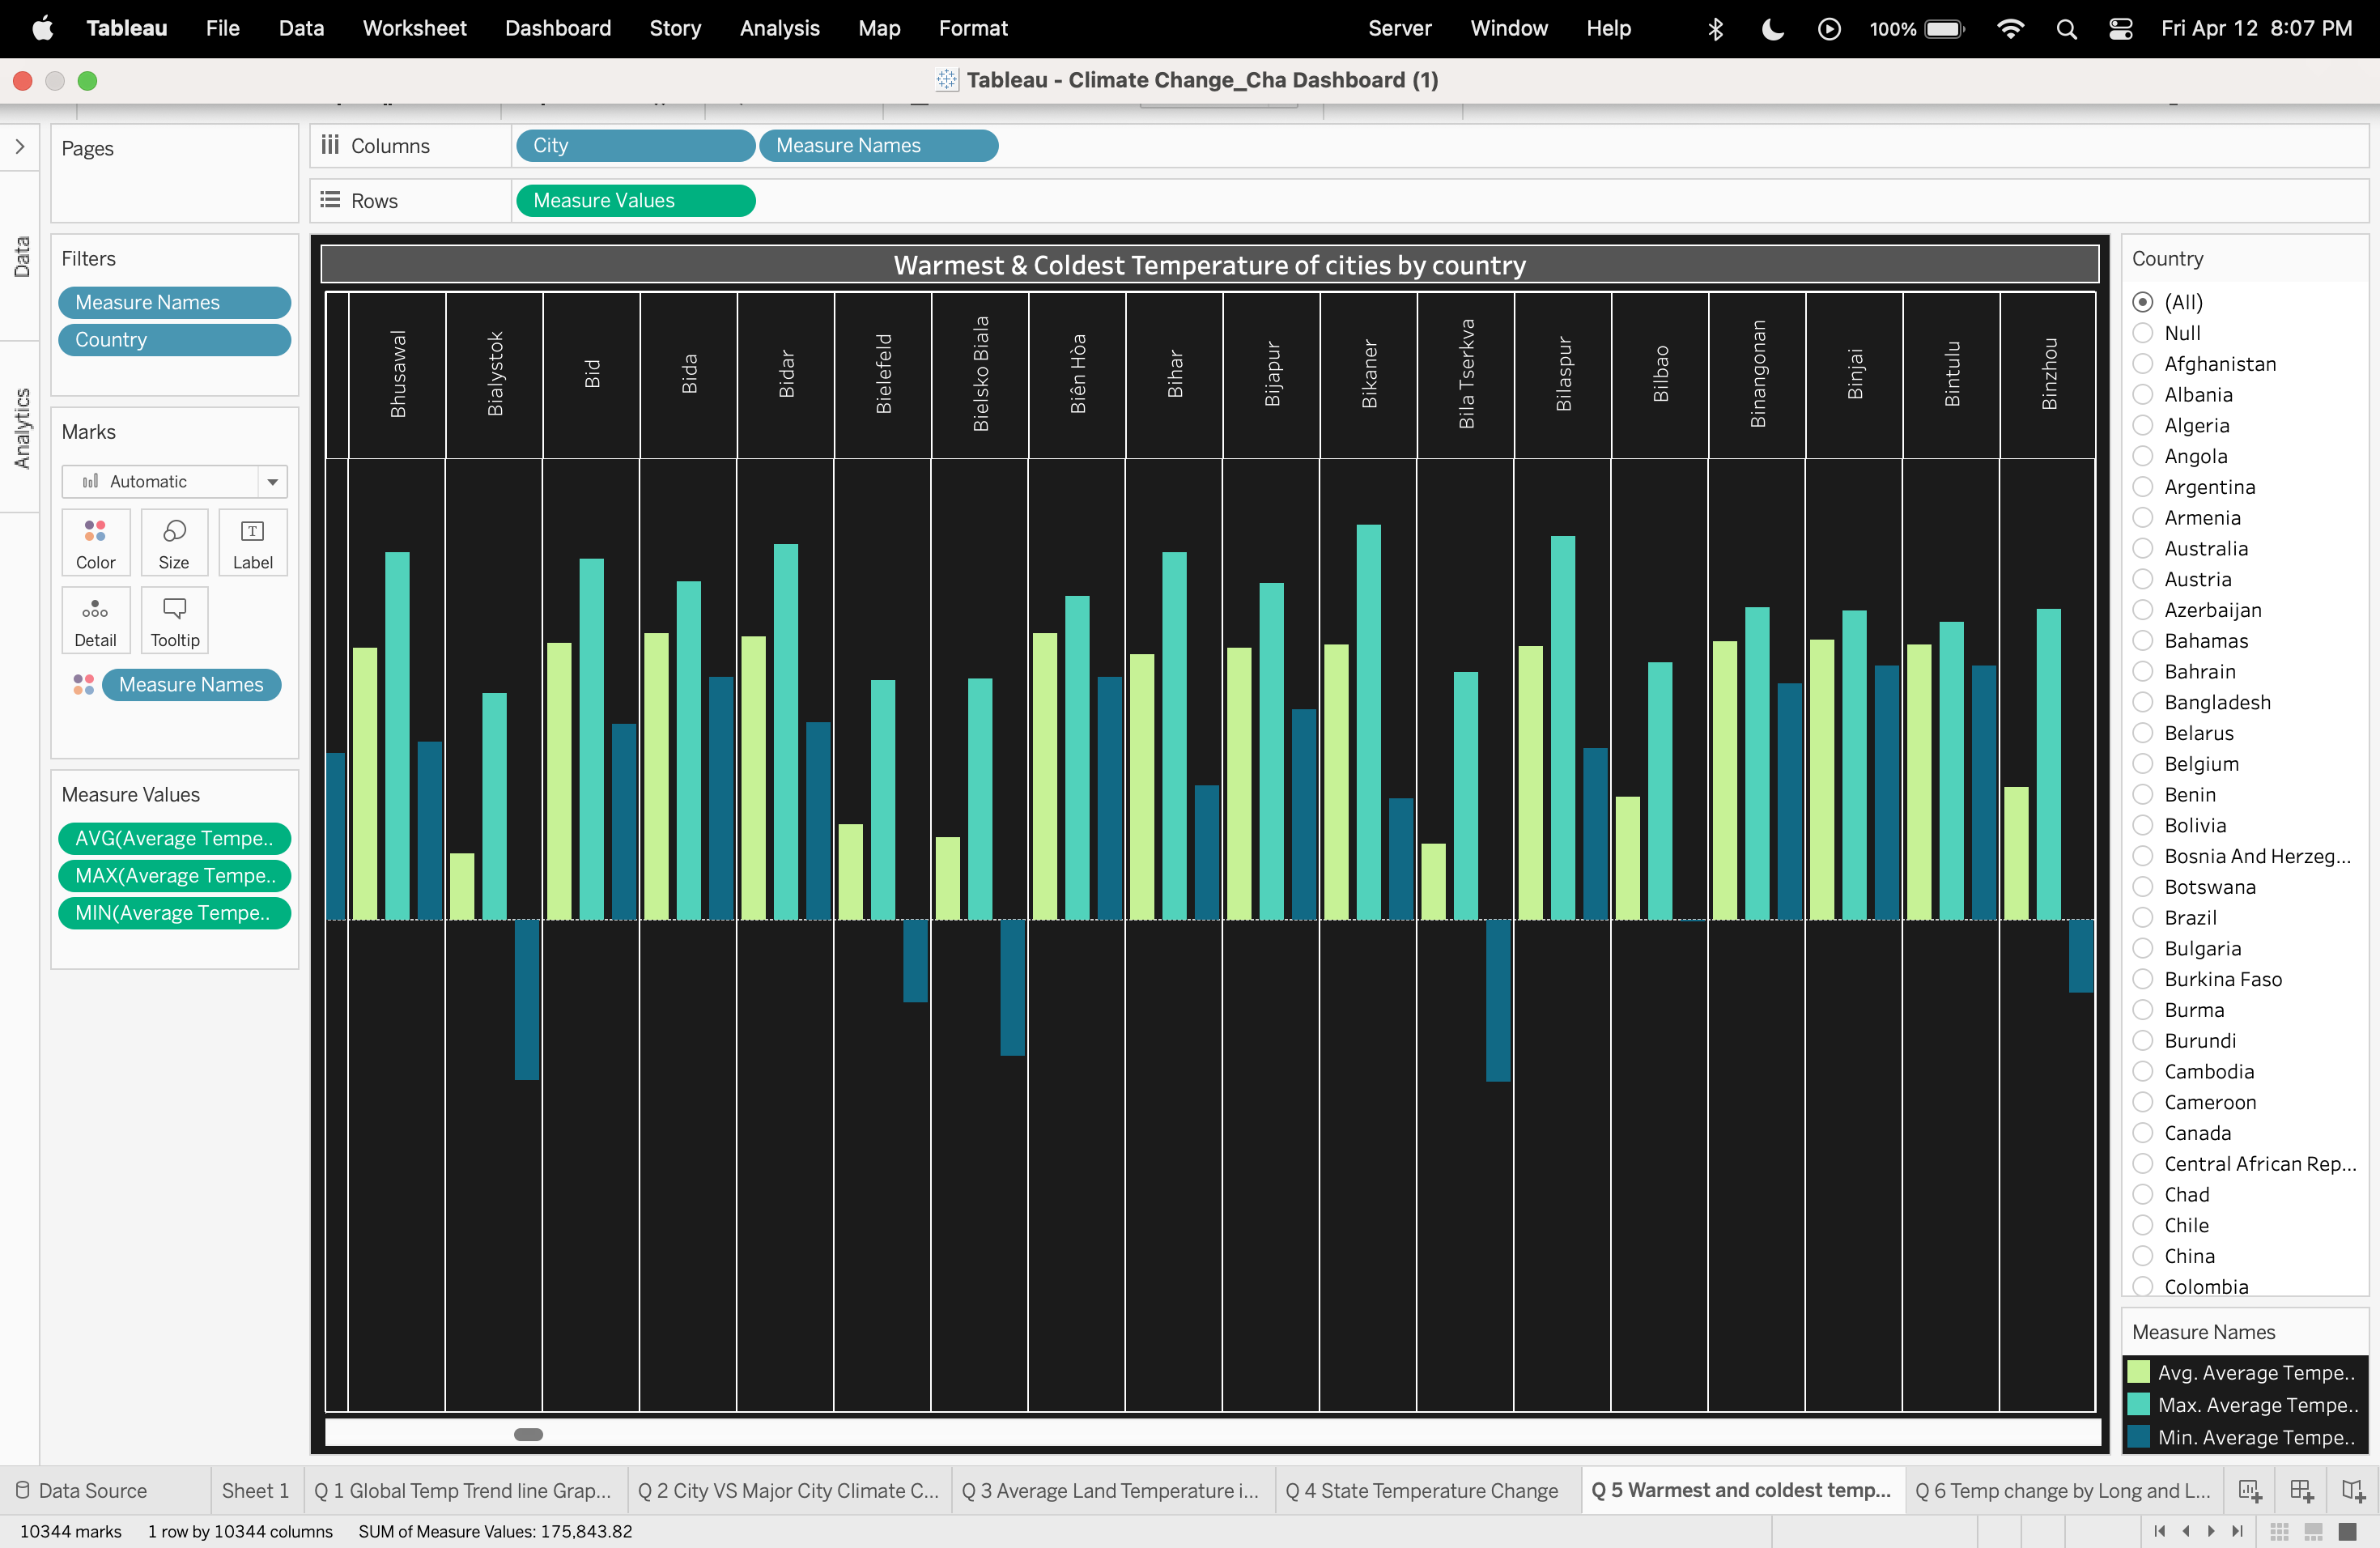 Tableau File Data Worksheet Dashboard Story Analysis Map Format Server Window Help 100% Fri Apr 12 8:07 PM
Tableau - Climate Change_Cha Dashboard (1)
Data
Analytics
Pages
Filters
Measure Names
Country
Marks
Automatic
Color Size Label
Detail Tooltip
Measure Names
Measure Values
AVG(Average Tempe..
MAX(Average Tempe..
MIN(Average Tempe..
Columns City Measure Names
Rows Measure Values
Warmest & Coldest Temperature of cities by country
Bhusawal
Bialystok
Bid
Bida
Bidar
Bielefeld
Bielsko Biala
Biên Hòa
Bihar
Bijapur
Bikaner
Bila Tserkva
Bilaspur
Bilbao
Binangonan
Binjai
Bintulu
Binzhou
Country
(All)
Null
Afghanistan
Albania
Algeria
Angola
Argentina
Armenia
Australia
Austria
Azerbaijan
Bahamas
Bahrain
Bangladesh
Belarus
Belgium
Benin
Bolivia
Bosnia And Herzeg...
Botswana
Brazil
Bulgaria
Burkina Faso
Burma
Burundi
Cambodia
Cameroon
Canada
Central African Rep...
Chad
Chile
China
Colombia
Measure Names
Avg. Average Tempe..
Max. Average Tempe..
Min. Average Tempe..
Data Source Sheet 1 Q 1 Global Temp Trend line Grap... Q 2 City VS Major City Climate C... Q 3 Average Land Temperature i... Q 4 State Temperature Change Q 5 Warmest and coldest temp... Q 6 Temp change by Long and L...
10344 marks 1 row by 10344 columns SUM of Measure Values: 175,843.82